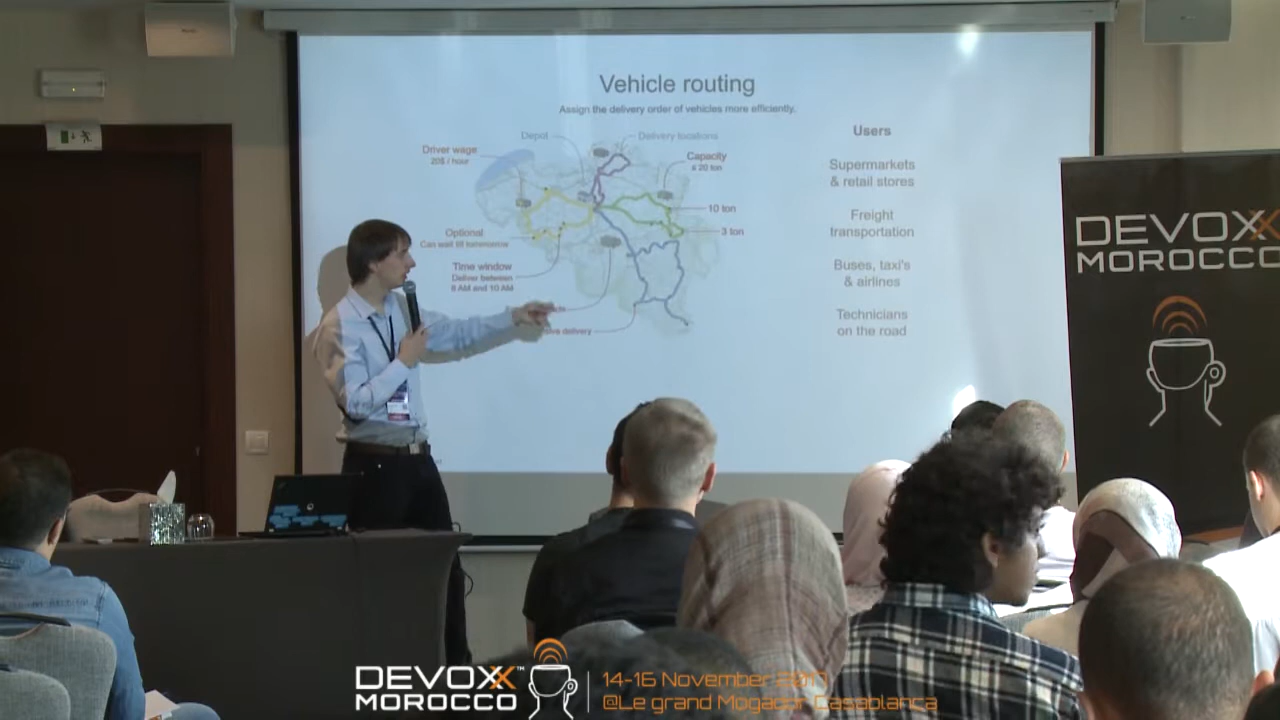 Vehicle routing
Assign the delivery order of vehicles more efficiently.
Depot
Delivery locations
Driver wage
20$ / hour
Capacity
≤ 20 ton
10 ton
3 ton
Optional
Can wait till tomorrow
Time window
Deliver between
8 AM and 10 AM
delivery
Users
Supermarkets
& retail stores
Freight
transportation
Buses, taxi's
& airlines
Technicians
on the road
DEVOXX
MOROCCO
DEVOXX™
MOROCCO
14-16 November 2017
@Le grand Mogador Casablanca